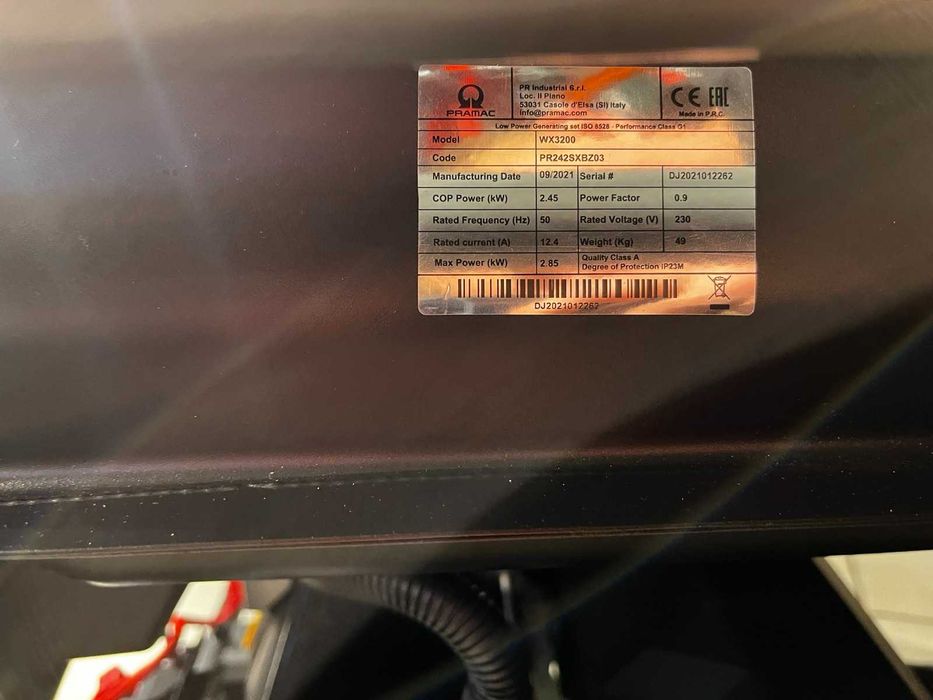 PRAMAC
PR Industrial S.r.l.
Loc. Il Piano
53031 Casole d'Elsa (SI) Italy
info@pramac.com
CE EAC
Made in P.R.C.
Low Power Generating set ISO 8528 - Performance Class G1
Model WX3200
Code PR242SXBZ03
Manufacturing Date 09/2021 Serial # DJ2021012262
COP Power (kW) 2.45 Power Factor 0.9
Rated Frequency (Hz) 50 Rated Voltage (V) 230
Rated current (A) 12.4 Weight (Kg) 49
Max Power (kW) 2.85 Quality Class A
Degree of Protection IP23M
DJ2021012262